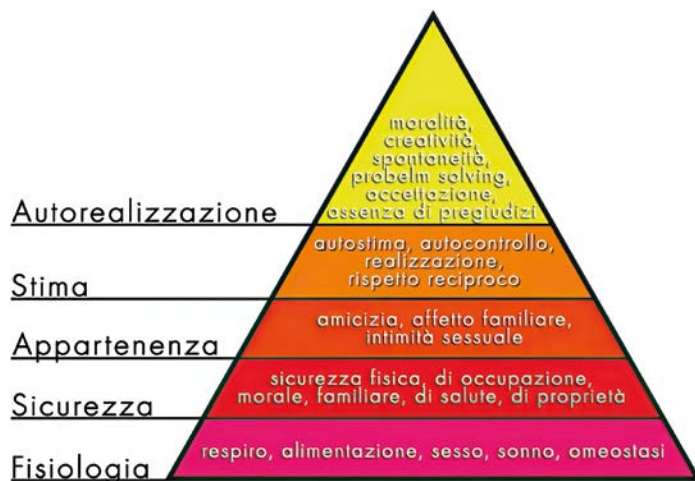 moralità,
creatività,
spontaneità,
probelm solving,
accettazione,
assenza di pregiudizi
Autorealizzazione
autostima, autocontrollo,
realizzazione,
rispetto reciproco
Stima
amicizia, affetto familiare,
intimità sessuale
Appartenenza
sicurezza fisica, di occupazione,
morale, familiare, di salute, di proprietà
Sicurezza
respiro, alimentazione, sesso, sonno, omeostasi
Fisiologia